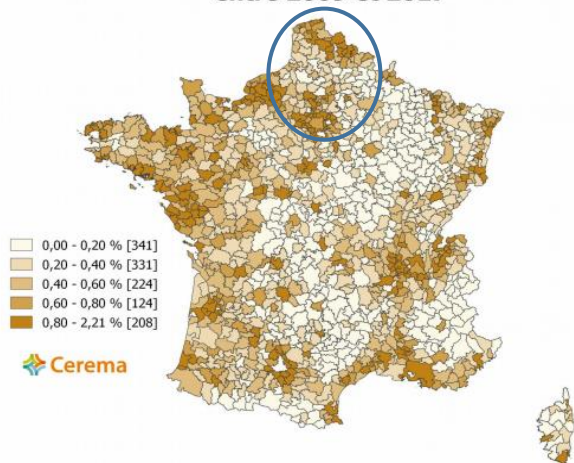 0,00 - 0,20 % [341]
0,20 - 0,40 % [331]
0,40 - 0,60 % [224]
0,60 - 0,80 % [124]
0,80 - 2,21 % [208]
Cerema